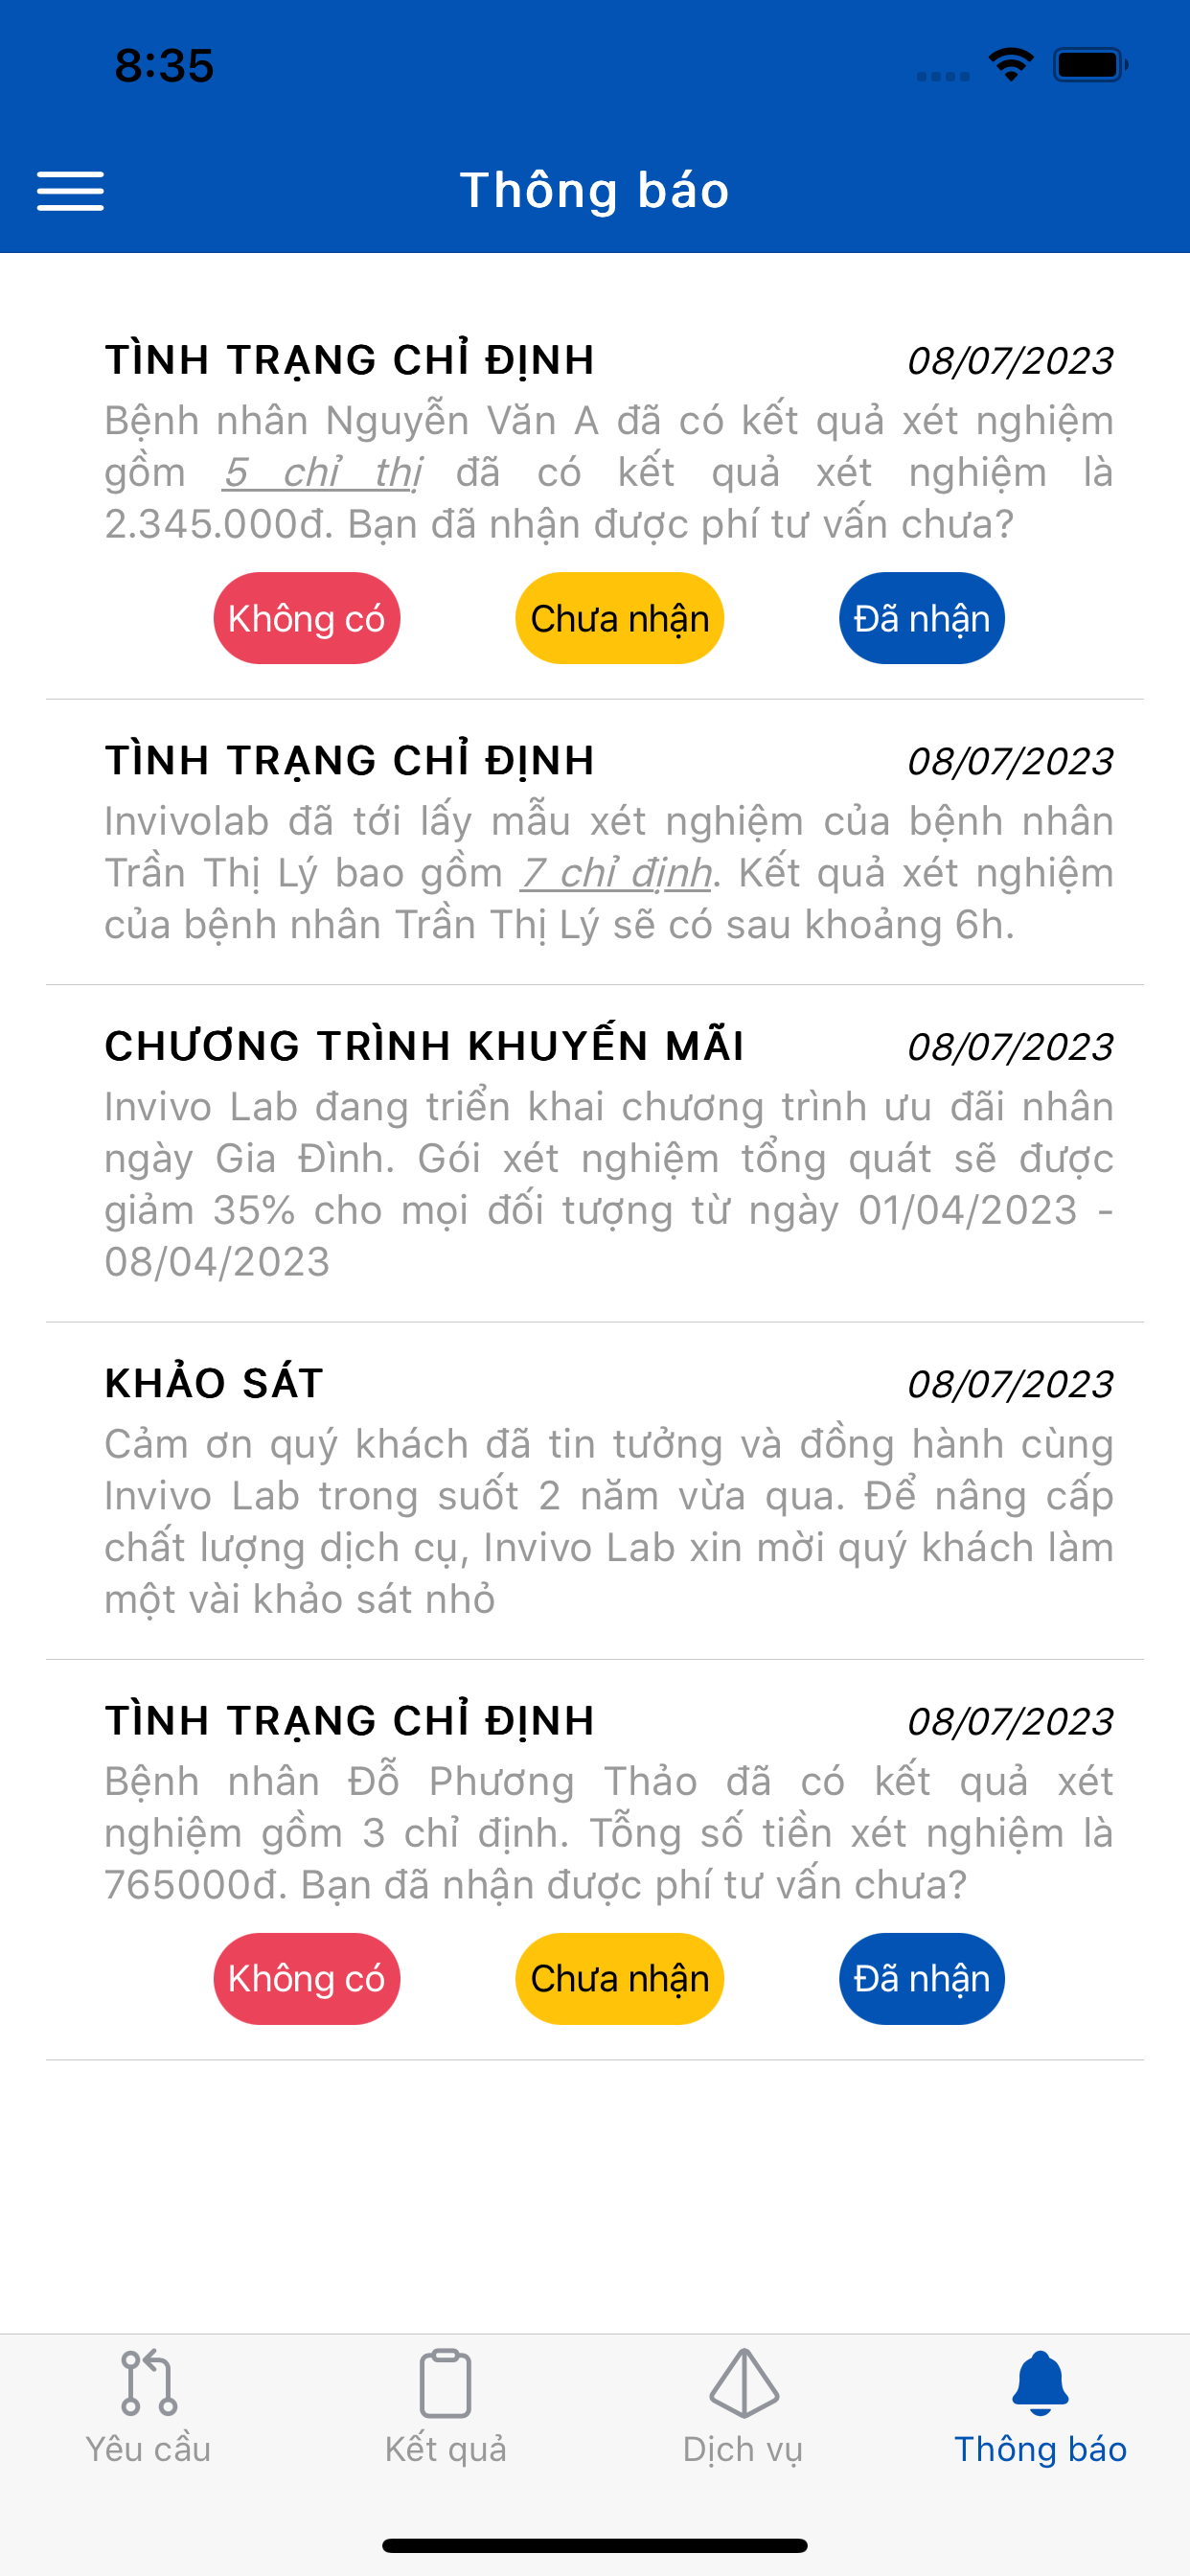 8:35
Thông báo
TÌNH TRẠNG CHỈ ĐỊNH 08/07/2023
Bệnh nhân Nguyễn Văn A đã có kết quả xét nghiệm
gồm 5 chỉ thị đã có kết quả xét nghiệm là
2.345.000đ. Bạn đã nhận được phí tư vấn chưa?
Không có Chưa nhận Đã nhận
TÌNH TRẠNG CHỈ ĐỊNH 08/07/2023
Invivolab đã tới lấy mẫu xét nghiệm của bệnh nhân
Trần Thị Lý bao gồm 7 chỉ định. Kết quả xét nghiệm
của bệnh nhân Trần Thị Lý sẽ có sau khoảng 6h.
CHƯƠNG TRÌNH KHUYẾN MÃI 08/07/2023
Invivo Lab đang triển khai chương trình ưu đãi nhân
ngày Gia Đình. Gói xét nghiệm tổng quát sẽ được
giảm 35% cho mọi đối tượng từ ngày 01/04/2023 -
08/04/2023
KHẢO SÁT 08/07/2023
Cảm ơn quý khách đã tin tưởng và đồng hành cùng
Invivo Lab trong suốt 2 năm vừa qua. Để nâng cấp
chất lượng dịch cụ, Invivo Lab xin mời quý khách làm
một vài khảo sát nhỏ
TÌNH TRẠNG CHỈ ĐỊNH 08/07/2023
Bệnh nhân Đỗ Phương Thảo đã có kết quả xét
nghiệm gồm 3 chỉ định. Tỗng số tiền xét nghiệm là
765000đ. Bạn đã nhận được phí tư vấn chưa?
Không có Chưa nhận Đã nhận
Yêu cầu Kết quả Dịch vụ Thông báo